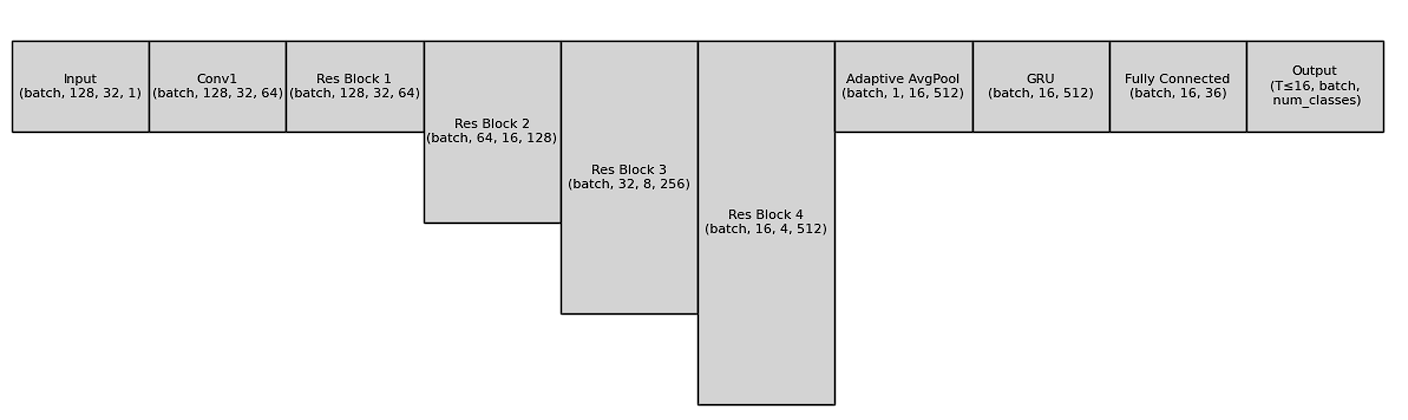 Input
(batch, 128, 32, 1)
Conv1
(batch, 128, 32, 64)
Res Block 1
(batch, 128, 32, 64)
Res Block 2
(batch, 64, 16, 128)
Res Block 3
(batch, 32, 8, 256)
Res Block 4
(batch, 16, 4, 512)
Adaptive AvgPool
(batch, 1, 16, 512)
GRU
(batch, 16, 512)
Fully Connected
(batch, 16, 36)
Output
(T≤16, batch,
num_classes)